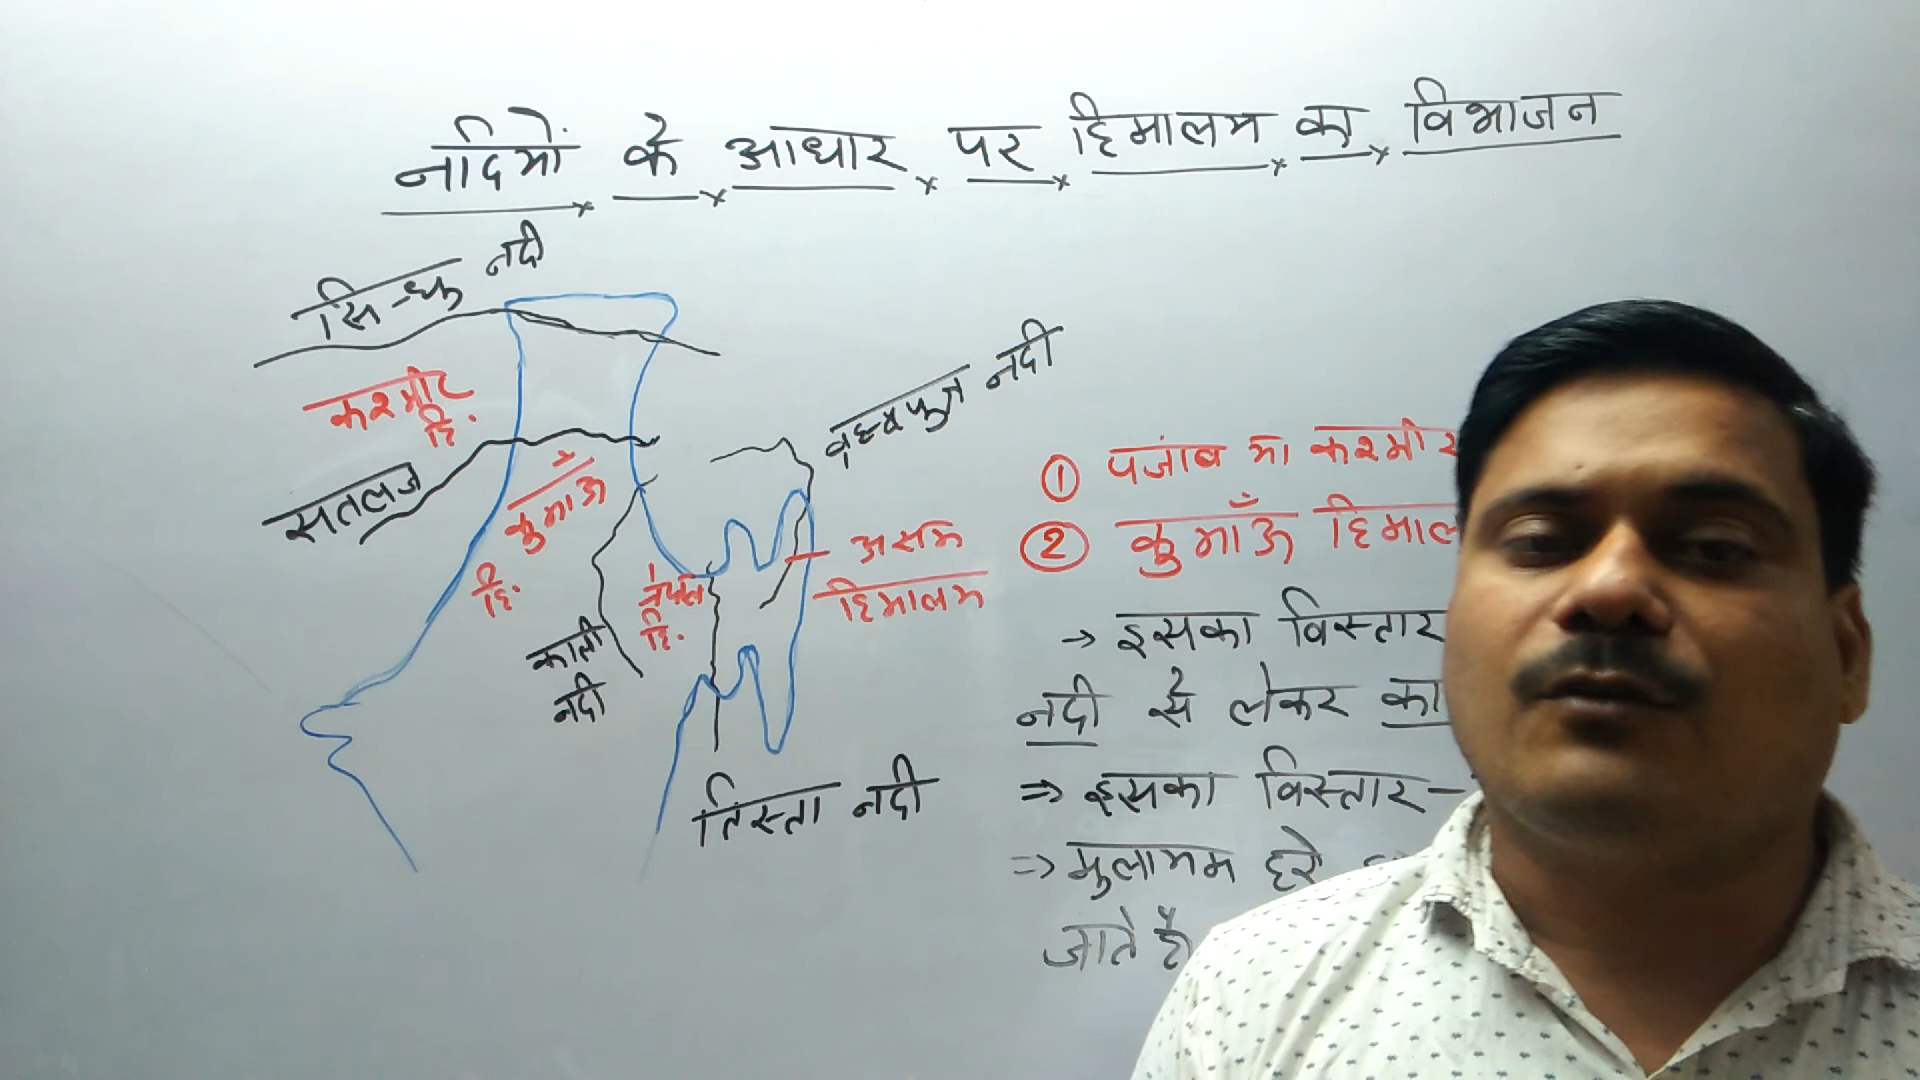 नदियों के आधार पर हिमालय का विभाजन
सिन्धु नदी
कश्मीर
हि.
सतलज
कुमाऊँ
हि.
काली
नदी
नेपाल
हि.
ब्रह्मपुत्र नदी
असम
हिमालय
तिस्ता नदी
① पंजाब या कश्मीर
② कुमाँऊ हिमाल
→ इसका विस्तार
नदी से लेकर का
⇒ इसका विस्तार-
⇒ मुलायम हरे
जाते है